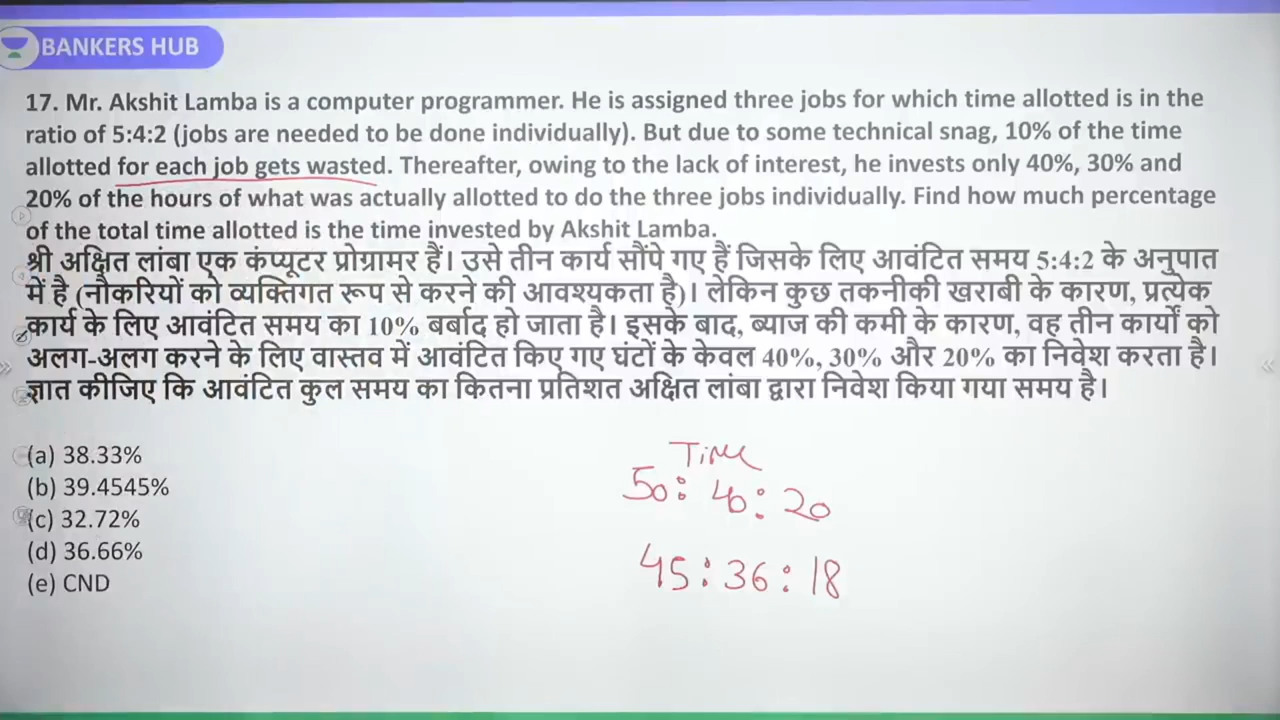 BANKERS HUB
17. Mr. Akshit Lamba is a computer programmer. He is assigned three jobs for which time allotted is in the
ratio of 5:4:2 (jobs are needed to be done individually). But due to some technical snag, 10% of the time
allotted for each job gets wasted. Thereafter, owing to the lack of interest, he invests only 40%, 30% and
20% of the hours of what was actually allotted to do the three jobs individually. Find how much percentage
of the total time allotted is the time invested by Akshit Lamba.
श्री अक्षित लांबा एक कंप्यूटर प्रोग्रामर हैं। उसे तीन कार्य सौंपे गए हैं जिसके लिए आवंटित समय 5:4:2 के अनुपात
में है (नौकरियों को व्यक्तिगत रूप से करने की आवश्यकता है)। लेकिन कुछ तकनीकी खराबी के कारण, प्रत्येक
कार्य के लिए आवंटित समय का 10% बर्बाद हो जाता है। इसके बाद, ब्याज की कमी के कारण, वह तीन कार्यों को
अलग-अलग करने के लिए वास्तव में आवंटित किए गए घंटों के केवल 40%, 30% और 20% का निवेश करता है।
ज्ञात कीजिए कि आवंटित कुल समय का कितना प्रतिशत अक्षित लांबा द्वारा निवेश किया गया समय है।
(a) 38.33%
(b) 39.4545%
(c) 32.72%
(d) 36.66%
(e) CND
Time
50: 40: 20
45:36:18